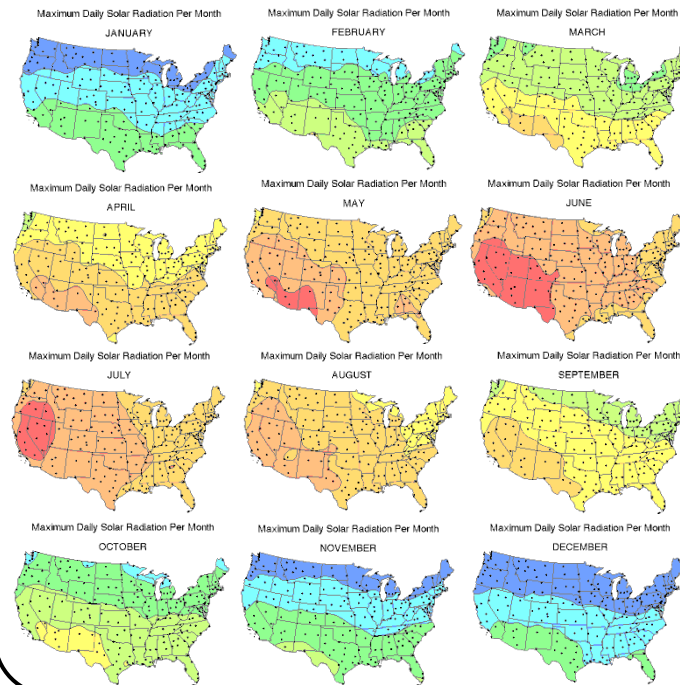 Maximum Daily Solar Radiation Per Month
JANUARY
Maximum Daily Solar Radiation Per Month
FEBRUARY
Maximum Daily Solar Radiation Per Month
MARCH
Maximum Daily Solar Radiation Per Month
APRIL
Maximum Daily Solar Radiation Per Month
MAY
Maximum Daily Solar Radiation Per Month
JUNE
Maximum Daily Solar Radiation Per Month
JULY
Maximum Daily Solar Radiation Per Month
AUGUST
Maximum Daily Solar Radiation Per Month
SEPTEMBER
Maximum Daily Solar Radiation Per Month
OCTOBER
Maximum Daily Solar Radiation Per Month
NOVEMBER
Maximum Daily Solar Radiation Per Month
DECEMBER